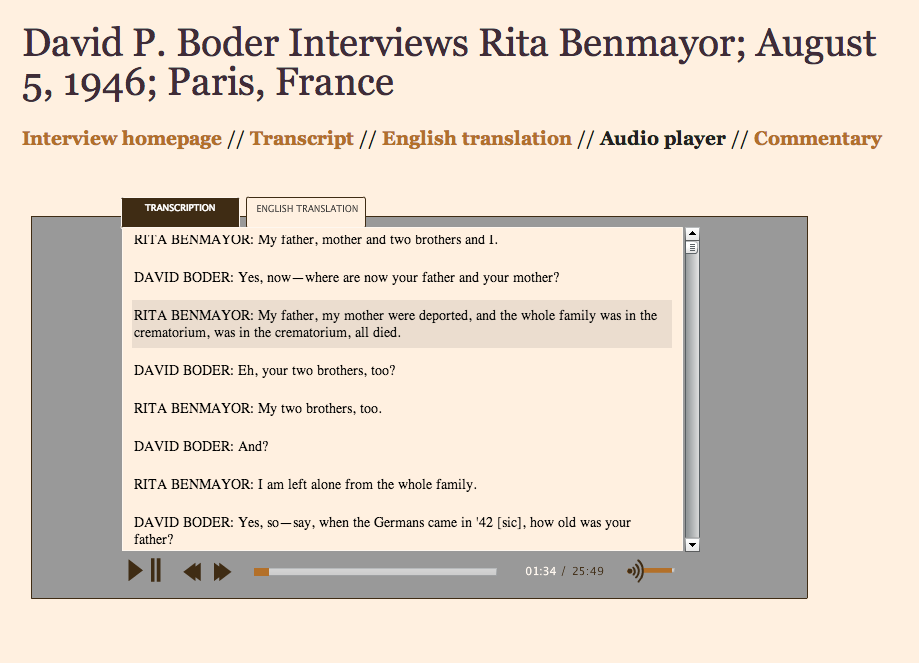 David P. Boder Interviews Rita Benmayor; August
5, 1946; Paris, France
Interview homepage // Transcript // English translation // Audio player // Commentary
TRANSCRIPTION
ENGLISH TRANSLATION
RITA BENMAYOR: My father, mother and two brothers and I.
DAVID BODER: Yes, now—where are now your father and your mother?
RITA BENMAYOR: My father, my mother were deported, and the whole family was in the
crematorium, was in the crematorium, all died.
DAVID BODER: Eh, your two brothers, too?
RITA BENMAYOR: My two brothers, too.
DAVID BODER: And?
RITA BENMAYOR: I am left alone from the whole family.
DAVID BODER: Yes, so—say, when the Germans came in '42 [sic], how old was your
father?
01:34 / 25:49